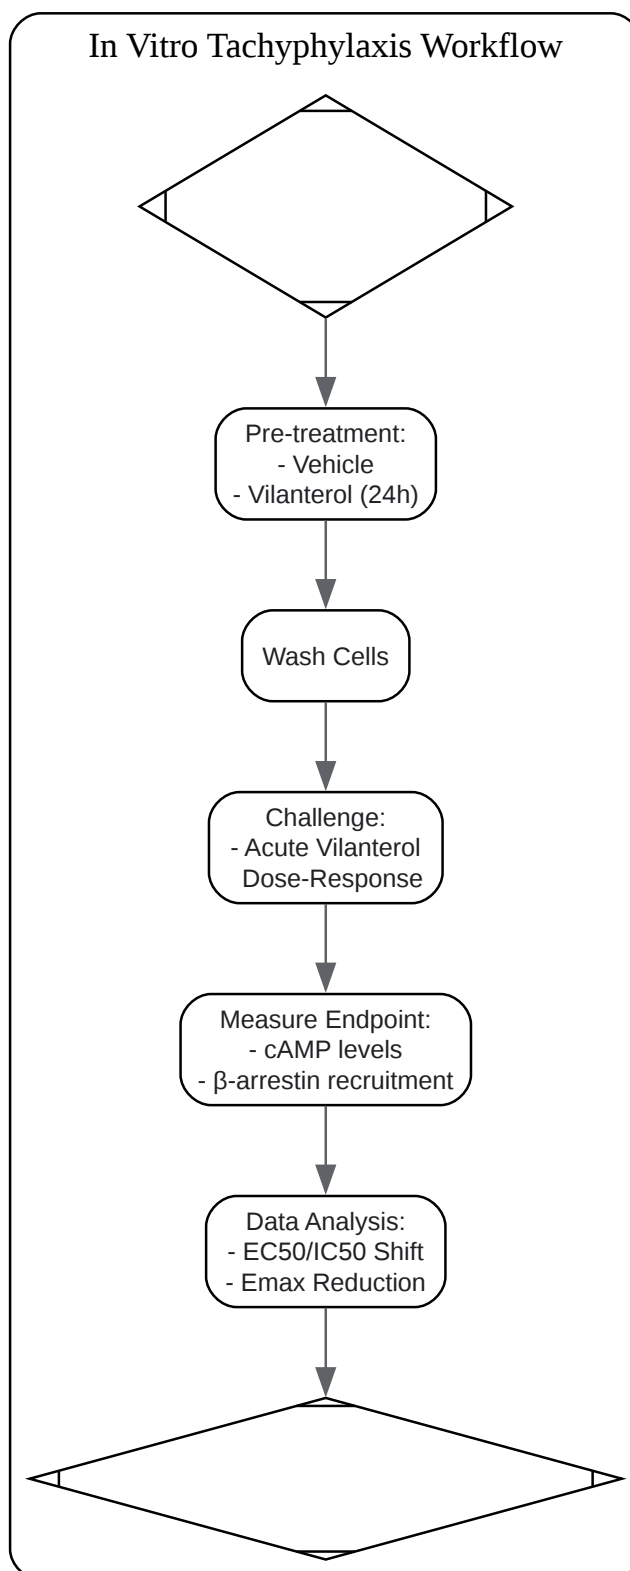 In Vitro Tachyphylaxis Workflow
Pre-treatment:
- Vehicle
- Vilanterol (24h)
Wash Cells
Challenge:
- Acute Vilanterol
Dose-Response
Measure Endpoint:
- cAMP levels
- β-arrestin recruitment
Data Analysis:
- EC50/IC50 Shift
- Emax Reduction